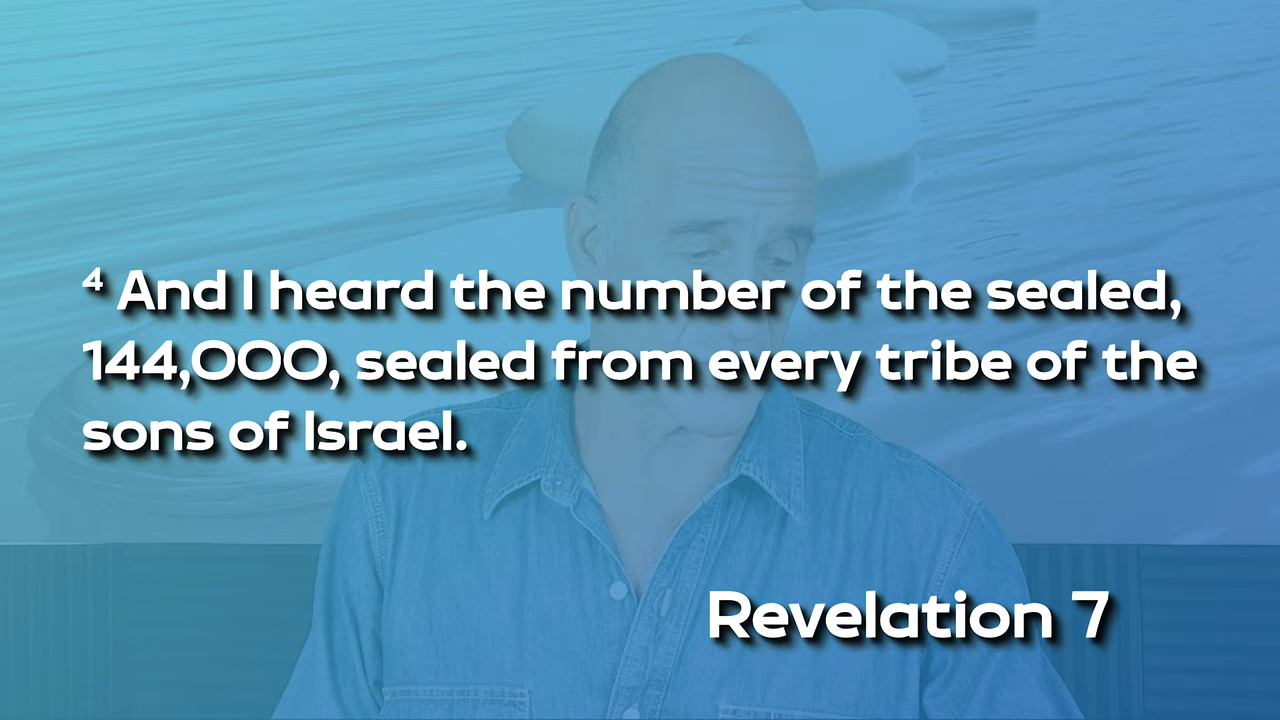 ⁴ And I heard the number of the sealed,
144,000, sealed from every tribe of the
sons of Israel.
Revelation 7